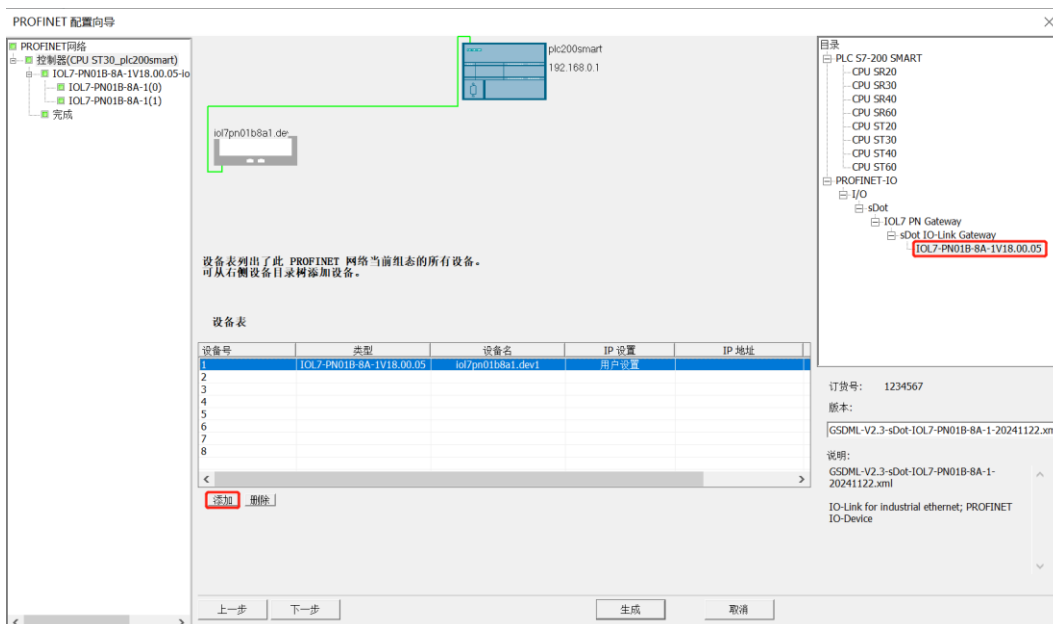 PROFINET 配置向导
PROFINET网络
控制器(CPU ST30_plc200smart)
IOL7-PN01B-8A-1V18.00.05-io
IOL7-PN01B-8A-1(0)
IOL7-PN01B-8A-1(1)
完成
plc200smart
192.168.0.1
iol7pn01b8a1.de
设备表列出了此 PROFINET 网络当前组态的所有设备。
可从右侧设备目录树添加设备。
设备表
设备号 类型 设备名 IP 设置 IP 地址
1 IOL7-PN01B-8A-1V18.00.05 iol7pn01b8a1.dev1 用户设置
2
3
4
5
6
7
8
添加 删除
上一步 下一步 生成 取消
目录
PLC S7-200 SMART
CPU SR20
CPU SR30
CPU SR40
CPU SR60
CPU ST20
CPU ST30
CPU ST40
CPU ST60
PROFINET-IO
I/O
sDot
IOL7 PN Gateway
sDot IO-Link Gateway
IOL7-PN01B-8A-1V18.00.05
订货号: 1234567
版本:
GSDML-V2.3-sDot-IOL7-PN01B-8A-1-20241122.xm
说明:
GSDML-V2.3-sDot-IOL7-PN01B-8A-1-
20241122.xml
IO-Link for industrial ethernet; PROFINET
IO-Device